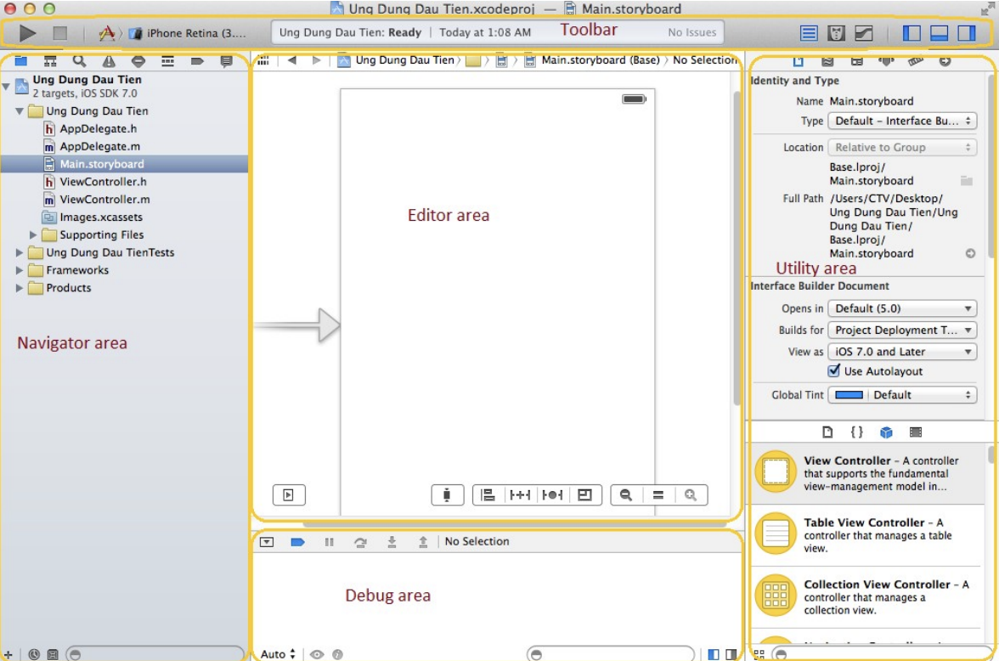 Ung Dung Dau Tien.xcodeproj — Main.storyboard
iPhone Retina (3....
Ung Dung Dau Tien: Ready | Today at 1:08 AM
Toolbar
No Issues
Ung Dung Dau Tien
2 targets, iOS SDK 7.0
Ung Dung Dau Tien
h AppDelegate.h
m AppDelegate.m
Main.storyboard
h ViewController.h
m ViewController.m
Images.xcassets
Supporting Files
Ung Dung Dau TienTests
Frameworks
Products
Navigator area
Ung Dung Dau Tien
Main.storyboard (Base)
No Selection
Editor area
No Selection
Debug area
Auto
Identity and Type
Name Main.storyboard
Type Default – Interface Bu...
Location Relative to Group
Base.lproj/
Main.storyboard
Full Path /Users/CTV/Desktop/
Ung Dung Dau Tien/Ung
Dung Dau Tien/
Base.lproj/
Main.storyboard
Utility area
Interface Builder Document
Opens in Default (5.0)
Builds for Project Deployment T...
View as iOS 7.0 and Later
Use Autolayout
Global Tint Default
{ }
View Controller – A controller
that supports the fundamental
view-management model in...
Table View Controller – A
controller that manages a table
view.
Collection View Controller – A
controller that manages a
collection view.